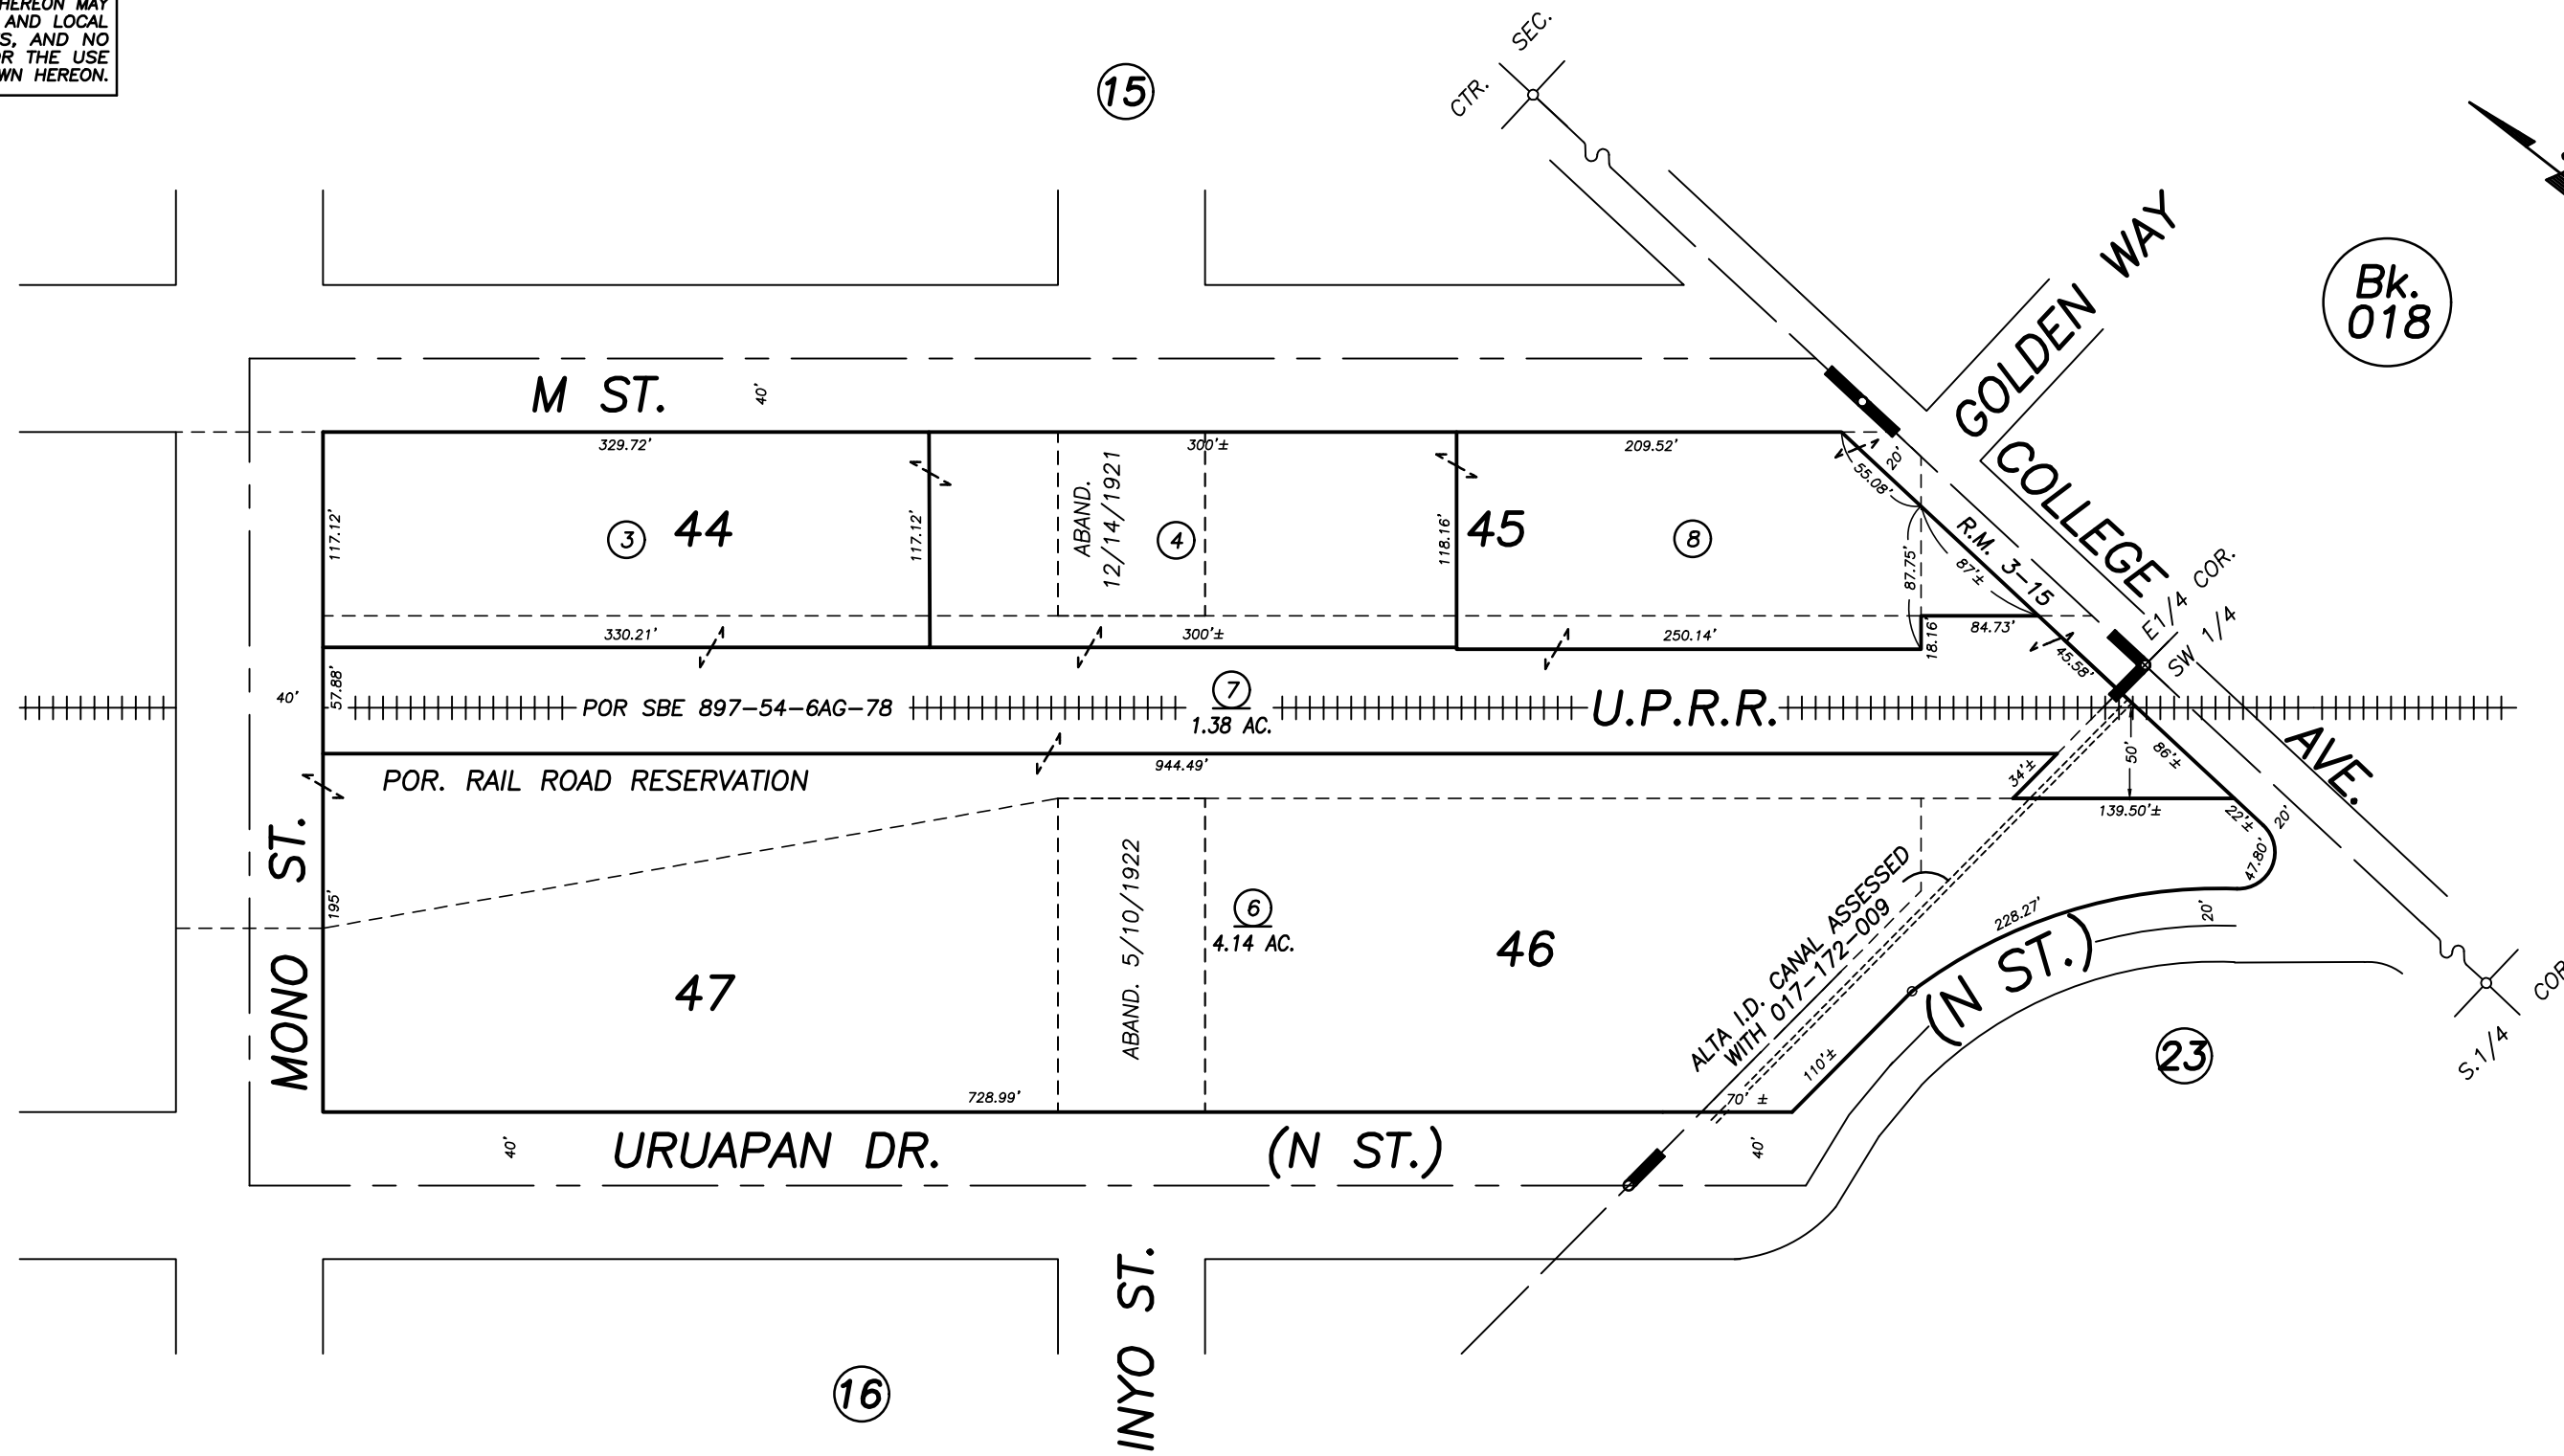 HEREON MAY
AND LOCAL
S, AND NO
OR THE USE
WN HEREON.
15
CTR. SEC.
GOLDEN WAY
Bk.
018
M ST.
40'
329.72'
300'±
209.52'
20'
55.08'
117.12'
3
44
117.12'
ABAND.
12/14/1921
4
118.16'
45
8
87.75'
87'±
R.M. 3-15
COLLEGE
E1/4 COR.
SW 1/4
330.21'
300'±
250.14'
18.16'
84.73'
45.58'
40'
57.88'
POR SBE 897-54-6AG-78
7
1.38 AC.
U.P.R.R.
POR. RAIL ROAD RESERVATION
944.49'
34'±
50'
86'±
139.50'±
22'±
20'
AVE.
47.80'
MONO ST.
195'
47
ABAND. 5/10/1922
6
4.14 AC.
46
ALTA I.D. CANAL ASSESSED
WITH 017-172-009
228.27'
20'
(N ST.)
110'±
23
S.1/4 COR
728.99'
70' ±
40'
URUAPAN DR.
(N ST.)
40'
INYO ST.
16